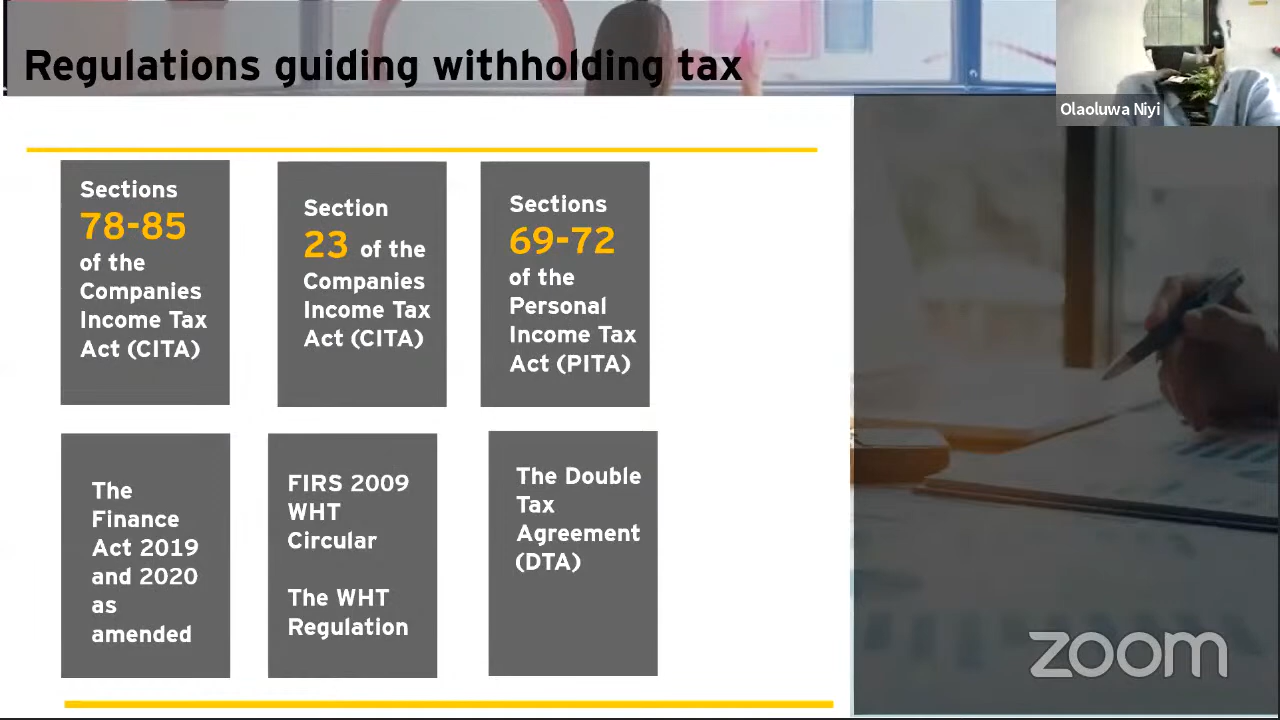 Regulations guiding withholding tax
Olaoluwa Niyi
Sections
78-85
of the
Companies
Income Tax
Act (CITA)
Section
23 of the
Companies
Income Tax
Act (CITA)
Sections
69-72
of the
Personal
Income Tax
Act (PITA)
The
Finance
Act 2019
and 2020
as
amended
FIRS 2009
WHT
Circular
The WHT
Regulation
The Double
Tax
Agreement
(DTA)
zoom